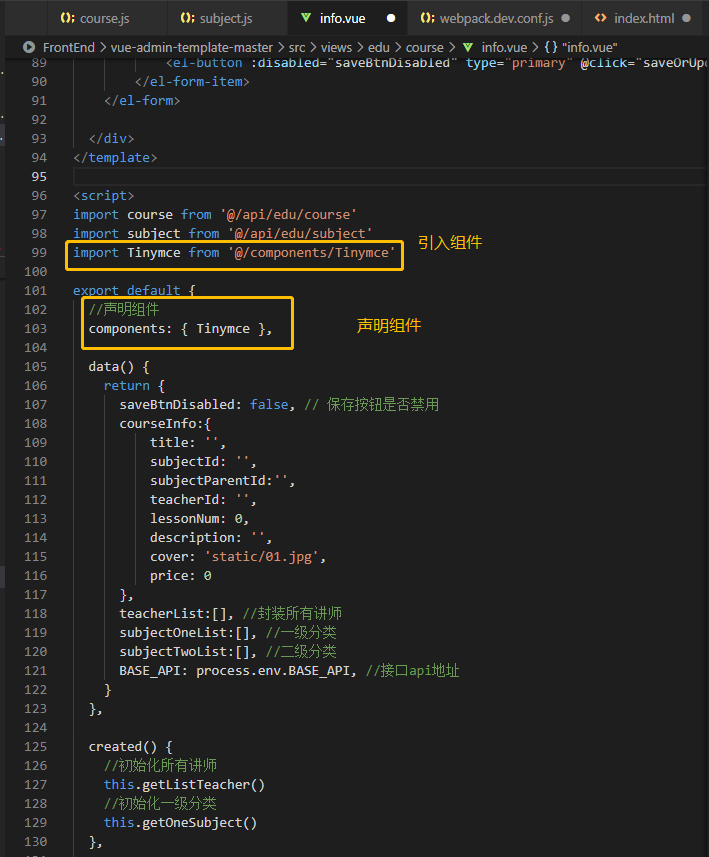 course.js subject.js info.vue webpack.dev.conf.js index.html
FrontEnd > vue-admin-template-master > src > views > edu > course > info.vue > {} "info.vue"
89 <el-button :disabled="saveBtnDisabled" type="primary" @click="saveOrUp
90 </el-form-item>
91 </el-form>
92
93 </div>
94 </template>
95
96 <script>
97 import course from '@/api/edu/course'
98 import subject from '@/api/edu/subject'
99 import Tinymce from '@/components/Tinymce'
引入组件
100
101 export default {
102 //声明组件
103 components: { Tinymce },
声明组件
104
105 data() {
106 return {
107 saveBtnDisabled: false, // 保存按钮是否禁用
108 courseInfo:{
109 title: '',
110 subjectId: '',
111 subjectParentId:'',
112 teacherId: '',
113 lessonNum: 0,
114 description: '',
115 cover: 'static/01.jpg',
116 price: 0
117 },
118 teacherList:[], //封装所有讲师
119 subjectOneList:[], //一级分类
120 subjectTwoList:[], //二级分类
121 BASE_API: process.env.BASE_API, //接口api地址
122 }
123 },
124
125 created() {
126 //初始化所有讲师
127 this.getListTeacher()
128 //初始化一级分类
129 this.getOneSubject()
130 },